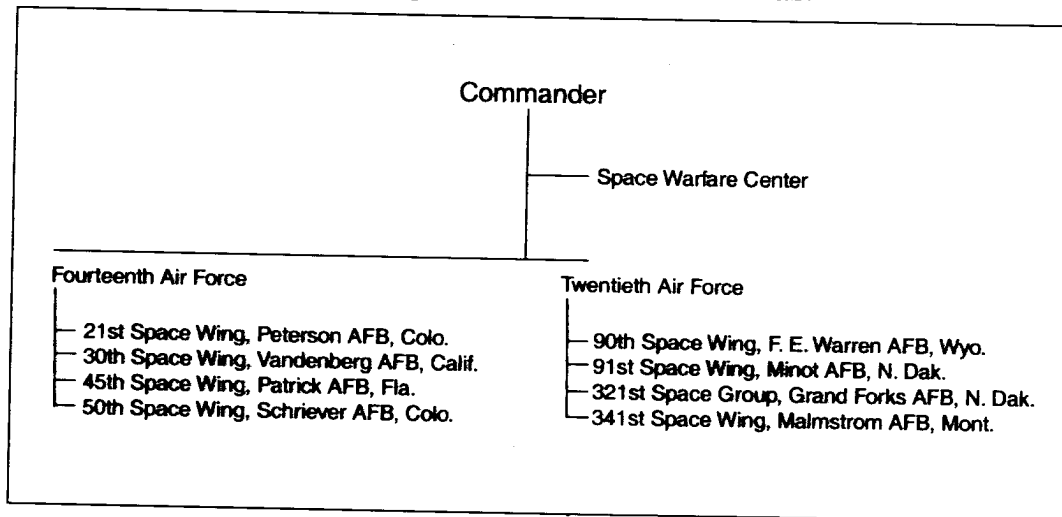 Commander
Space Warfare Center
Fourteenth Air Force
21st Space Wing, Peterson AFB, Colo.
30th Space Wing, Vandenberg AFB, Calif.
45th Space Wing, Patrick AFB, Fla.
50th Space Wing, Schriever AFB, Colo.
Twentieth Air Force
90th Space Wing, F. E. Warren AFB, Wyo.
91st Space Wing, Minot AFB, N. Dak.
321st Space Group, Grand Forks AFB, N. Dak.
341st Space Wing, Malmstrom AFB, Mont.